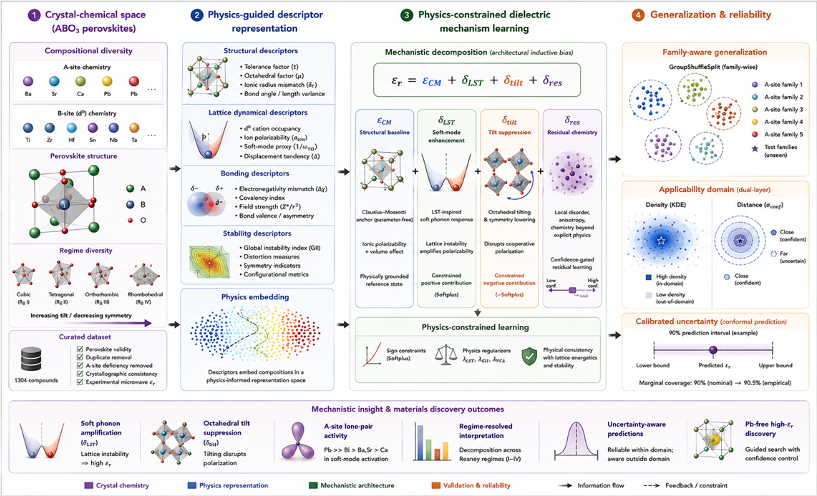 1 Crystal-chemical space
(ABO₃ perovskites)
Compositional diversity
A-site chemistry
Ba Sr Ca Pb Pb ...
B-site (d⁰) chemistry
Ti Zr Hf Sn Nb Ta ...
Perovskite structure
A
B
O
Regime diversity
Cubic
Tetragonal
Orthorhombic
Rhombohedral
Increasing tilt / decreasing symmetry
Curated dataset
1304 compounds
Perovskite validity
Duplicate removal
A-site deficiency removed
Crystallographic consistency
Experimental microwave εᵣ
2 Physics-guided descriptor
representation
Structural descriptors
• Tolerance factor (t)
• Octahedral factor (μ)
• Ionic radius mismatch (δᵣ)
• Bond angle / length variance
Lattice dynamical descriptors
• d⁰ cation occupancy
• Ion polarizability
• Soft-mode proxy
• Displacement tendency (Δ)
Bonding descriptors
δ− δ+
• Electronegativity mismatch (Δχ)
• Covalency index
• Field strength (Z*/r²)
• Bond valence / asymmetry
Stability descriptors
• Global instability index (GII)
• Distortion measures
• Symmetry indicators
• Configurational metrics
Physics embedding
Descriptors embed compositions in a
physics-informed representation space
3 Physics-constrained dielectric
mechanism learning
Mechanistic decomposition (architectural inductive bias)
εᵣ = ε_CM + δ_LST + δ_tilt + δ_res
ε_CM
Structural baseline
Clausius–Mossotti
anchor (parameter-free)
Ionic polarizability
+ volume effect
Physically grounded
reference state
δ_LST
Soft-mode
enhancement
LST-inspired
soft phonon response
Lattice instability
amplifies polarizability
Constrained
positive contribution
(Softplus)
δ_tilt
Tilt suppression
Octahedral tilting
& symmetry lowering
Disrupts cooperative
polarization
Constrained
negative contribution
(−Softplus)
δ_res
Residual chemistry
Local disorder,
anisotropy,
chemistry beyond
explicit physics
Confidence-gated
residual learning
Low
conf.
High
conf.
Physics-constrained learning
Sign constraints
(Softplus)
Physics regularizers
Physical consistency
with lattice energetics
and stability
4 Generalization & reliability
Family-aware generalization
GroupShuffleSplit (family-wise)
A-site family 1
A-site family 2
A-site family 3
A-site family 4
A-site family 5
Test families
(unseen)
Applicability domain (dual-layer)
Density (KDE)
High density
(in-domain)
Low density
(out-of-domain)
Distance
Close
(confident)
Far
(uncertain)
Close
(confident)
Calibrated uncertainty (conformal prediction)
90% prediction interval (example)
Lower bound
Predicted εᵣ
Upper bound
Marginal coverage: 90% (nominal) → 90.5% (empirical)
Mechanistic insight & materials discovery outcomes
Soft phonon
amplification
(δ_LST)
Lattice instability
⇒ high εᵣ
Octahedral tilt
suppression
(δ_tilt)
Tilting disrupts
polarization
A-site lone-pair
activity
Pb >> Bi > Ba,Sr > Ca
in soft-mode activation
Regime-resolved
interpretation
Decomposition across
Reaney regimes (I–IV)
Uncertainty-aware
predictions
Reliable within domain;
aware outside domain
Pb-free high-εᵣ
discovery
Guided search with
confidence control
Crystal chemistry
Physics representation
Mechanistic architecture
Validation & reliability
Information flow
Feedback / constraint